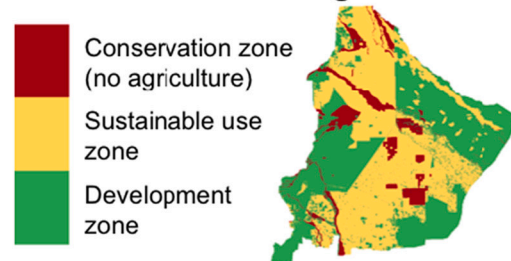 Conservation zone
(no agriculture)
Sustainable use
zone
Development
zone